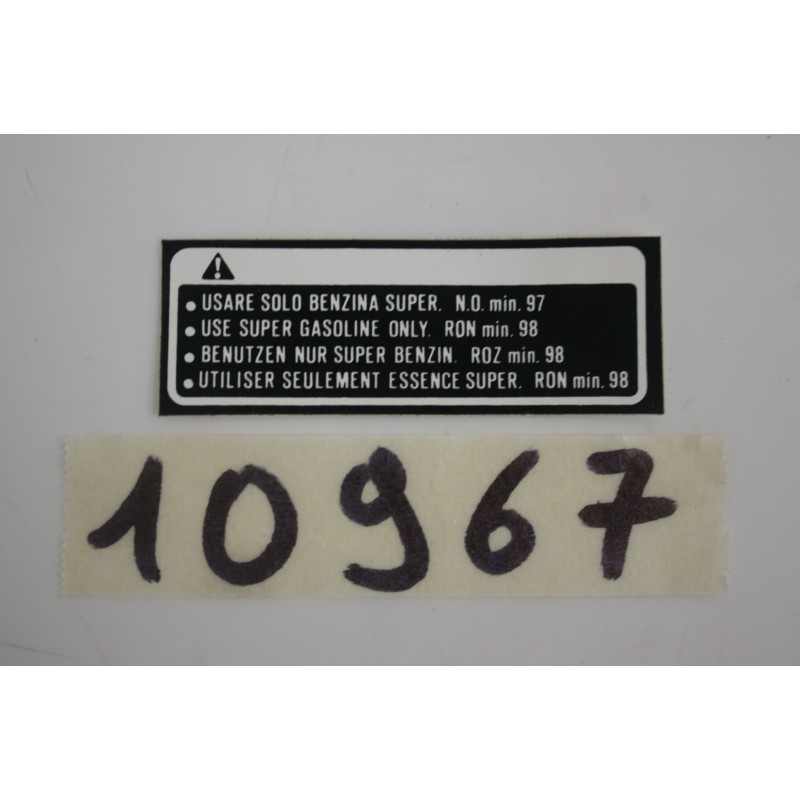 • USARE SOLO BENZINA SUPER. N.O. min. 97
• USE SUPER GASOLINE ONLY. RON min. 98
• BENUTZEN NUR SUPER BENZIN. ROZ min. 98
• UTILISER SEULEMENT ESSENCE SUPER. RON min. 98
10967